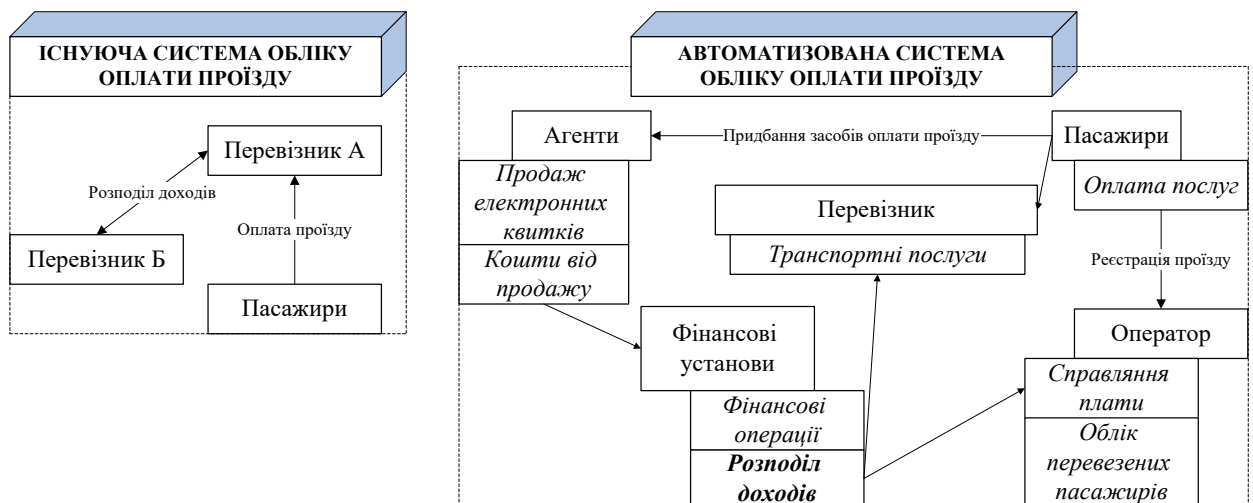 ІСНУЮЧА СИСТЕМА ОБЛІКУ
ОПЛАТИ ПРОЇЗДУ
Перевізник А
Розподіл доходів
Оплата проїзду
Перевізник Б
Пасажири
АВТОМАТИЗОВАНА СИСТЕМА
ОБЛІКУ ОПЛАТИ ПРОЇЗДУ
Агенти
Придбання засобів оплати проїзду
Пасажири
Продаж
електронних
квитків
Кошти від
продажу
Перевізник
Транспортні послуги
Оплата послуг
Реєстрація проїзду
Фінансові
установи
Фінансові
операції
Розподіл
доходів
Оператор
Справляння
плати
Облік
перевезених
пасажирів